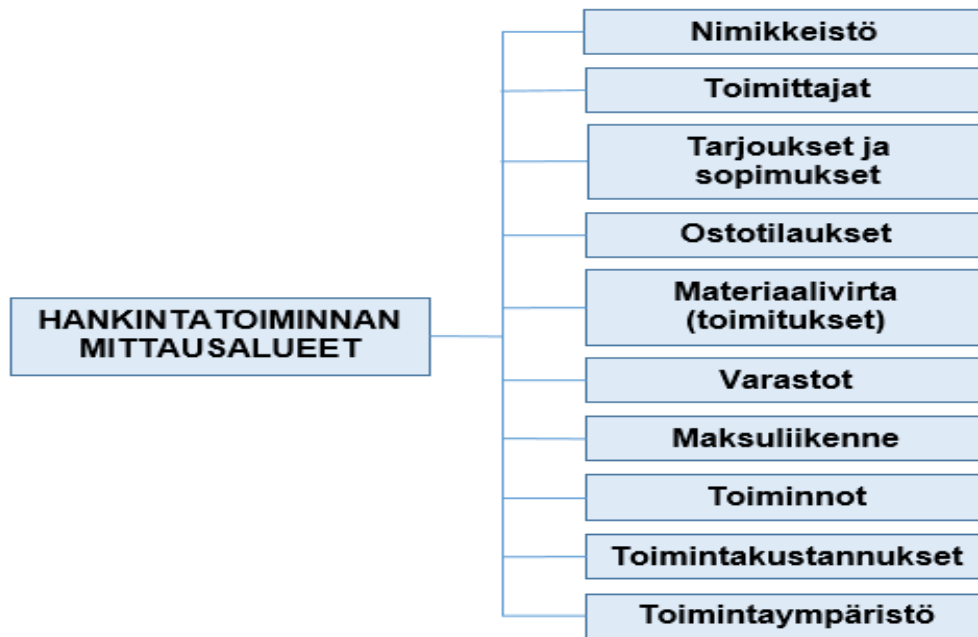 HANKINTATOIMINNAN
MITTAUSALUEET
Nimikkeistö
Toimittajat
Tarjoukset ja
sopimukset
Ostotilaukset
Materiaalivirta
(toimitukset)
Varastot
Maksuliikenne
Toiminnot
Toimintakustannukset
Toimintaympäristö